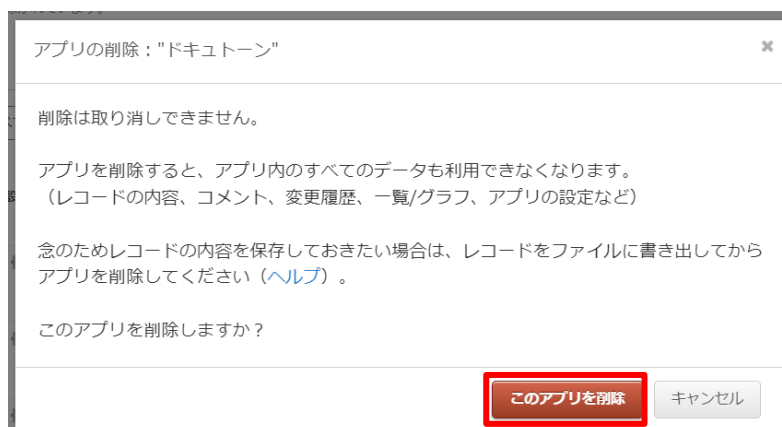 アプリの削除："ドキュトーン"
削除は取り消しできません。
アプリを削除すると、アプリ内のすべてのデータも利用できなくなります。
（レコードの内容、コメント、変更履歴、一覧/グラフ、アプリの設定など）
念のためレコードの内容を保存しておきたい場合は、レコードをファイルに書き出してから
アプリを削除してください（ヘルプ）。
このアプリを削除しますか？
このアプリを削除
キャンセル